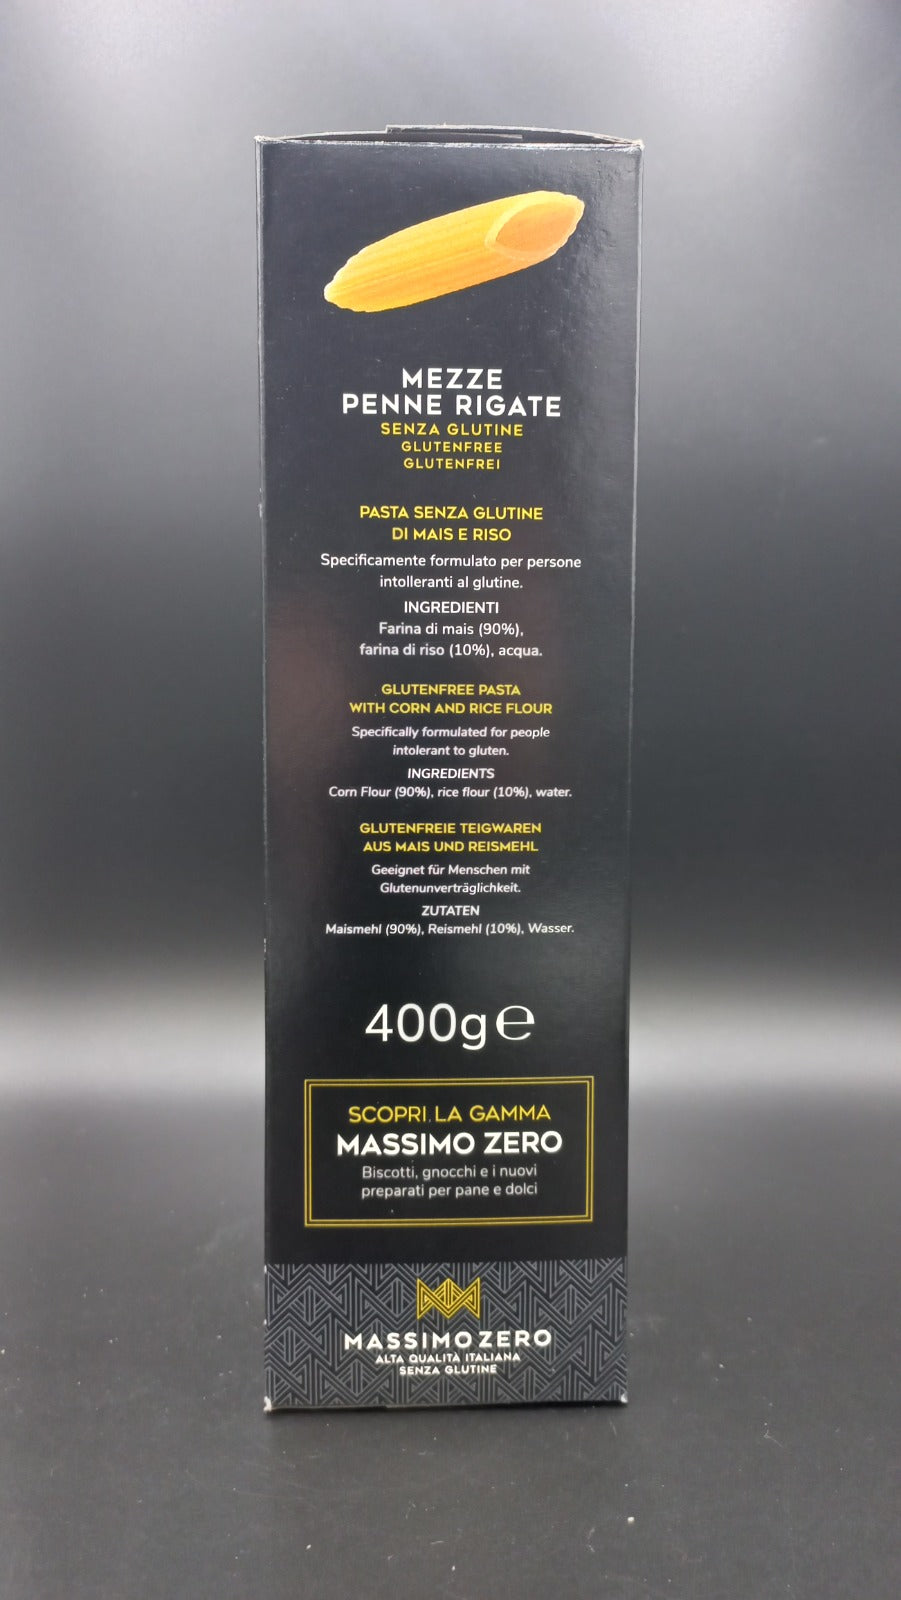 MEZZE
PENNE RIGATE
SENZA GLUTINE
GLUTENFREE
GLUTENFREI
PASTA SENZA GLUTINE
DI MAIS E RISO
Specificamente formulato per persone
intolleranti al glutine.
INGREDIENTI
Farina di mais (90%),
farina di riso (10%), acqua.
GLUTENFREE PASTA
WITH CORN AND RICE FLOUR
Specifically formulated for people
intolerant to gluten.
INGREDIENTS
Corn Flour (90%), rice flour (10%), water.
GLUTENFREIE TEIGWAREN
AUS MAIS UND REISMEHL
Geeignet für Menschen mit
Glutenunverträglichkeit.
ZUTATEN
Maismehl (90%), Reismehl (10%), Wasser.
400g℮
SCOPRI LA GAMMA
MASSIMO ZERO
Biscotti, gnocchi e i nuovi
preparati per pane e dolci
MASSIMO ZERO
ALTA QUALITÀ ITALIANA
SENZA GLUTINE